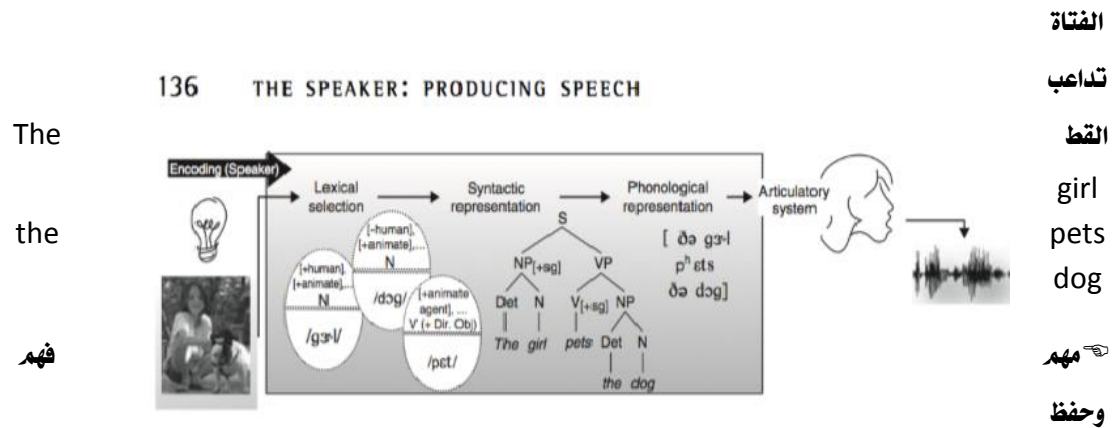 الفتاة
136 THE SPEAKER: PRODUCING SPEECH
تداعب
The
القط
Encoding (Speaker)
Lexical selection
Syntactic representation
Phonological representation
Articulatory system
girl
the
pets
dog
[-human],
[+animate],...
N
/dɔg/
[+human]
[+animate],...
N
/gɝl/
[+animate
agent], ...
V (+ Dir. Obj)
/pɛt/
S
NP[+sg] VP
Det N V[+sg] NP
The girl pets Det N
the dog
[ ðə gɝl
pʰɛts
ðə dɔg]
☞ مهم
فهم
وحفظ